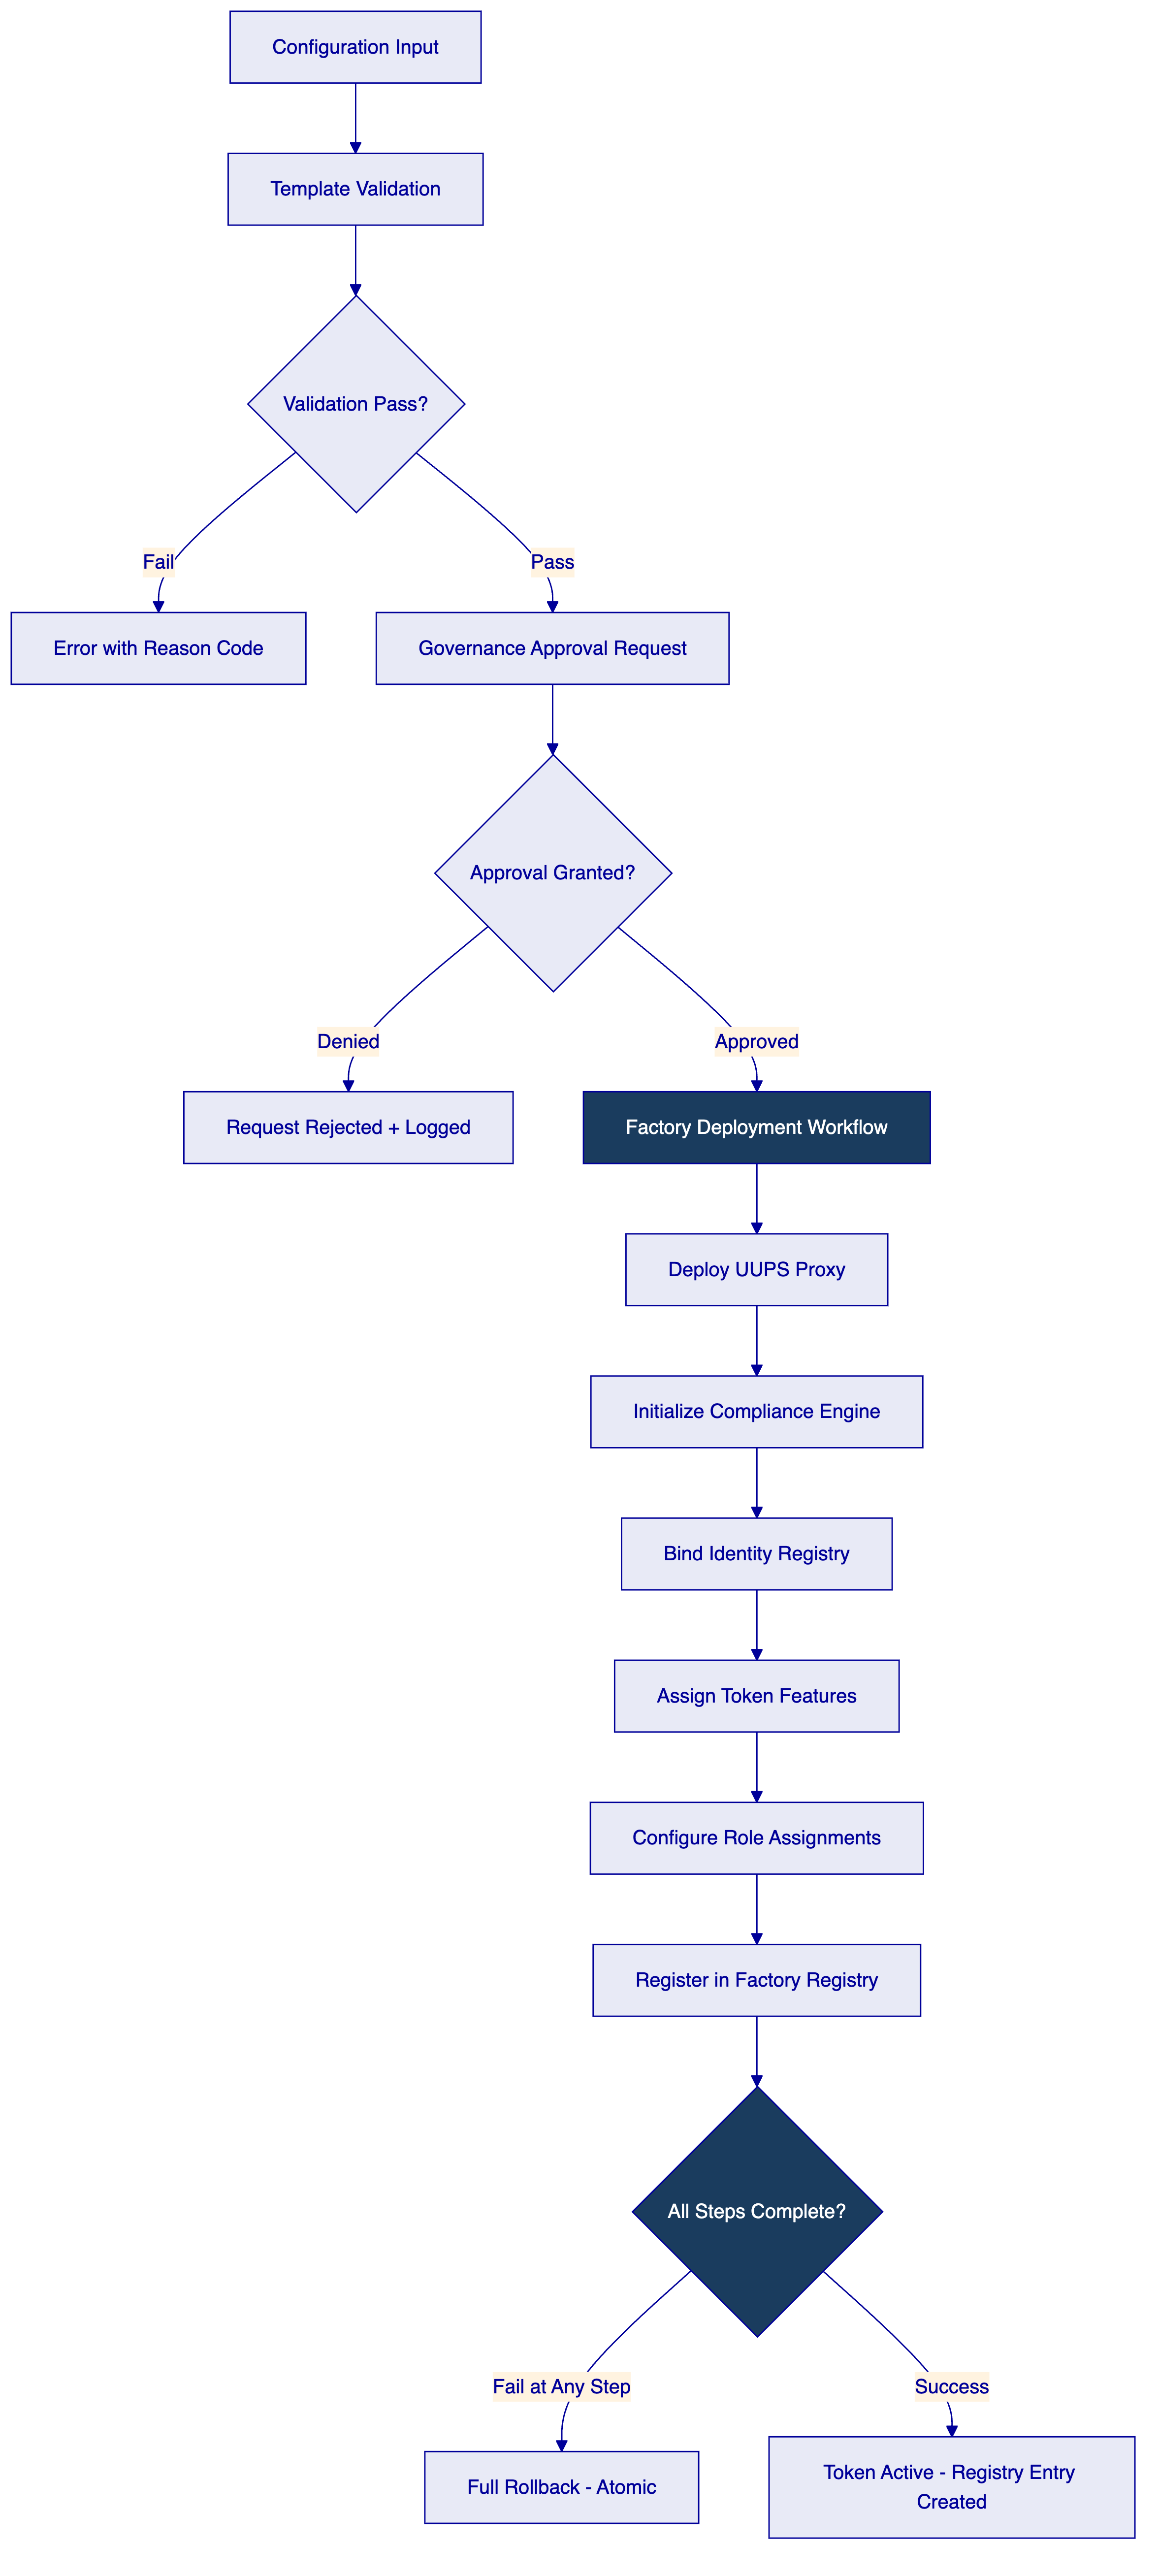 Configuration Input
Template Validation
Validation Pass?
Fail
Pass
Error with Reason Code
Governance Approval Request
Approval Granted?
Denied
Approved
Request Rejected + Logged
Factory Deployment Workflow
Deploy UUPS Proxy
Initialize Compliance Engine
Bind Identity Registry
Assign Token Features
Configure Role Assignments
Register in Factory Registry
All Steps Complete?
Fail at Any Step
Success
Full Rollback - Atomic
Token Active - Registry Entry
Created